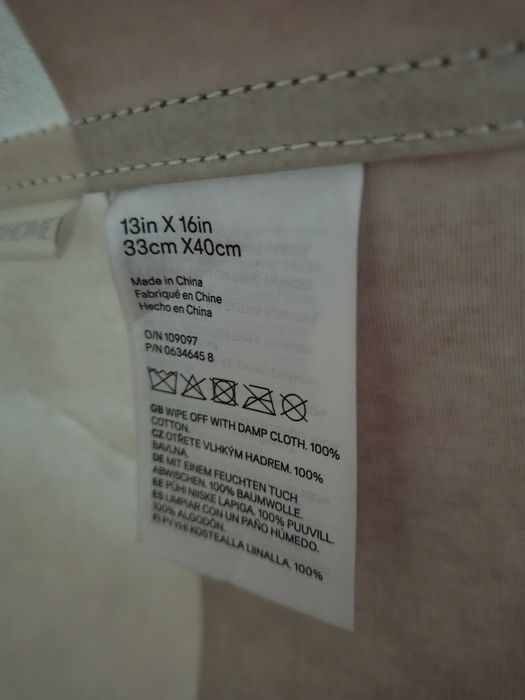 HOME
13in X 16in
33cm X40cm
Made in China
Fabriqué en Chine
Hecho en China
O/N 109097
P/N 0634645 8
GB WIPE OFF WITH DAMP CLOTH. 100%
COTTON.
CZ OTŘETE VLHKÝM HADREM. 100%
BAVLNA.
DE MIT EINEM FEUCHTEN TUCH
ABWISCHEN. 100% BAUMWOLLE.
EE PÜHI NIISKE LAPIGA. 100% PUUVILL.
ES LIMPIAR CON UN PAÑO HÚMEDO.
100% ALGODÓN.
FI PYYHI KOSTEALLA LIINALLA. 100%